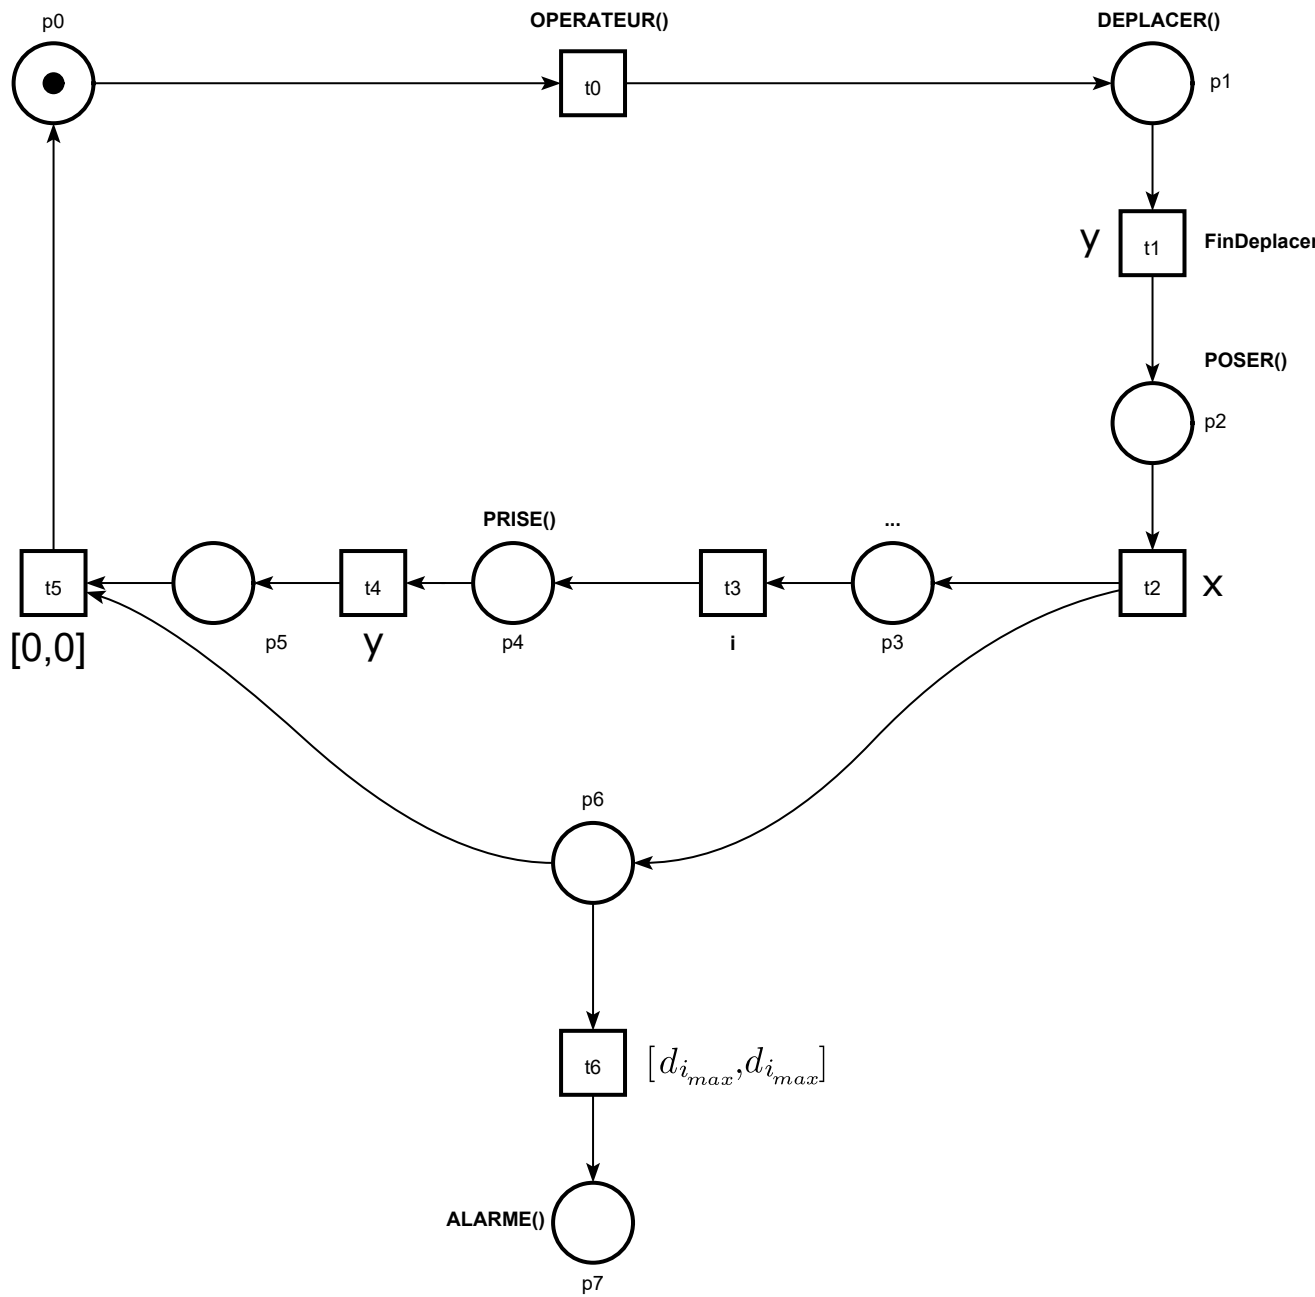 p0
OPERATEUR()
DEPLACER()
t0
p1
y
t1
FinDeplacer
POSER()
p2
PRISE()
...
t5
t4
t3
t2
x
[0,0]
p5
y
p4
i
p3
p6
t6
[d_{i_{max}},d_{i_{max}}]
ALARME()
p7